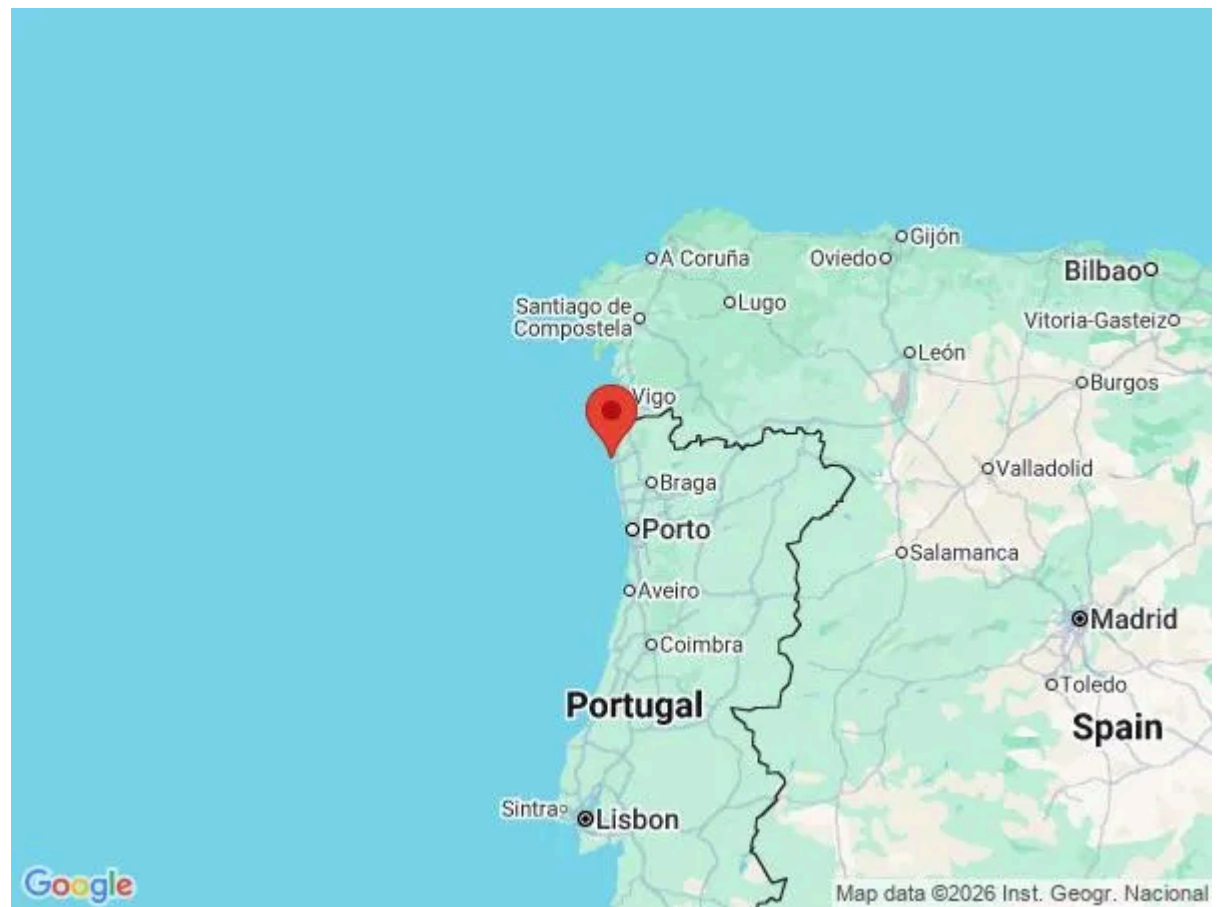 Gijón
A Coruña
Oviedo
Bilbao
Lugo
Santiago de
Compostela
Vitoria-Gasteiz
León
Burgos
Vigo
Valladolid
Braga
Porto
Salamanca
Aveiro
Madrid
Coimbra
Toledo
Portugal
Spain
Sintra
Lisbon
Google
Map data ©2026 Inst. Geogr. Nacional